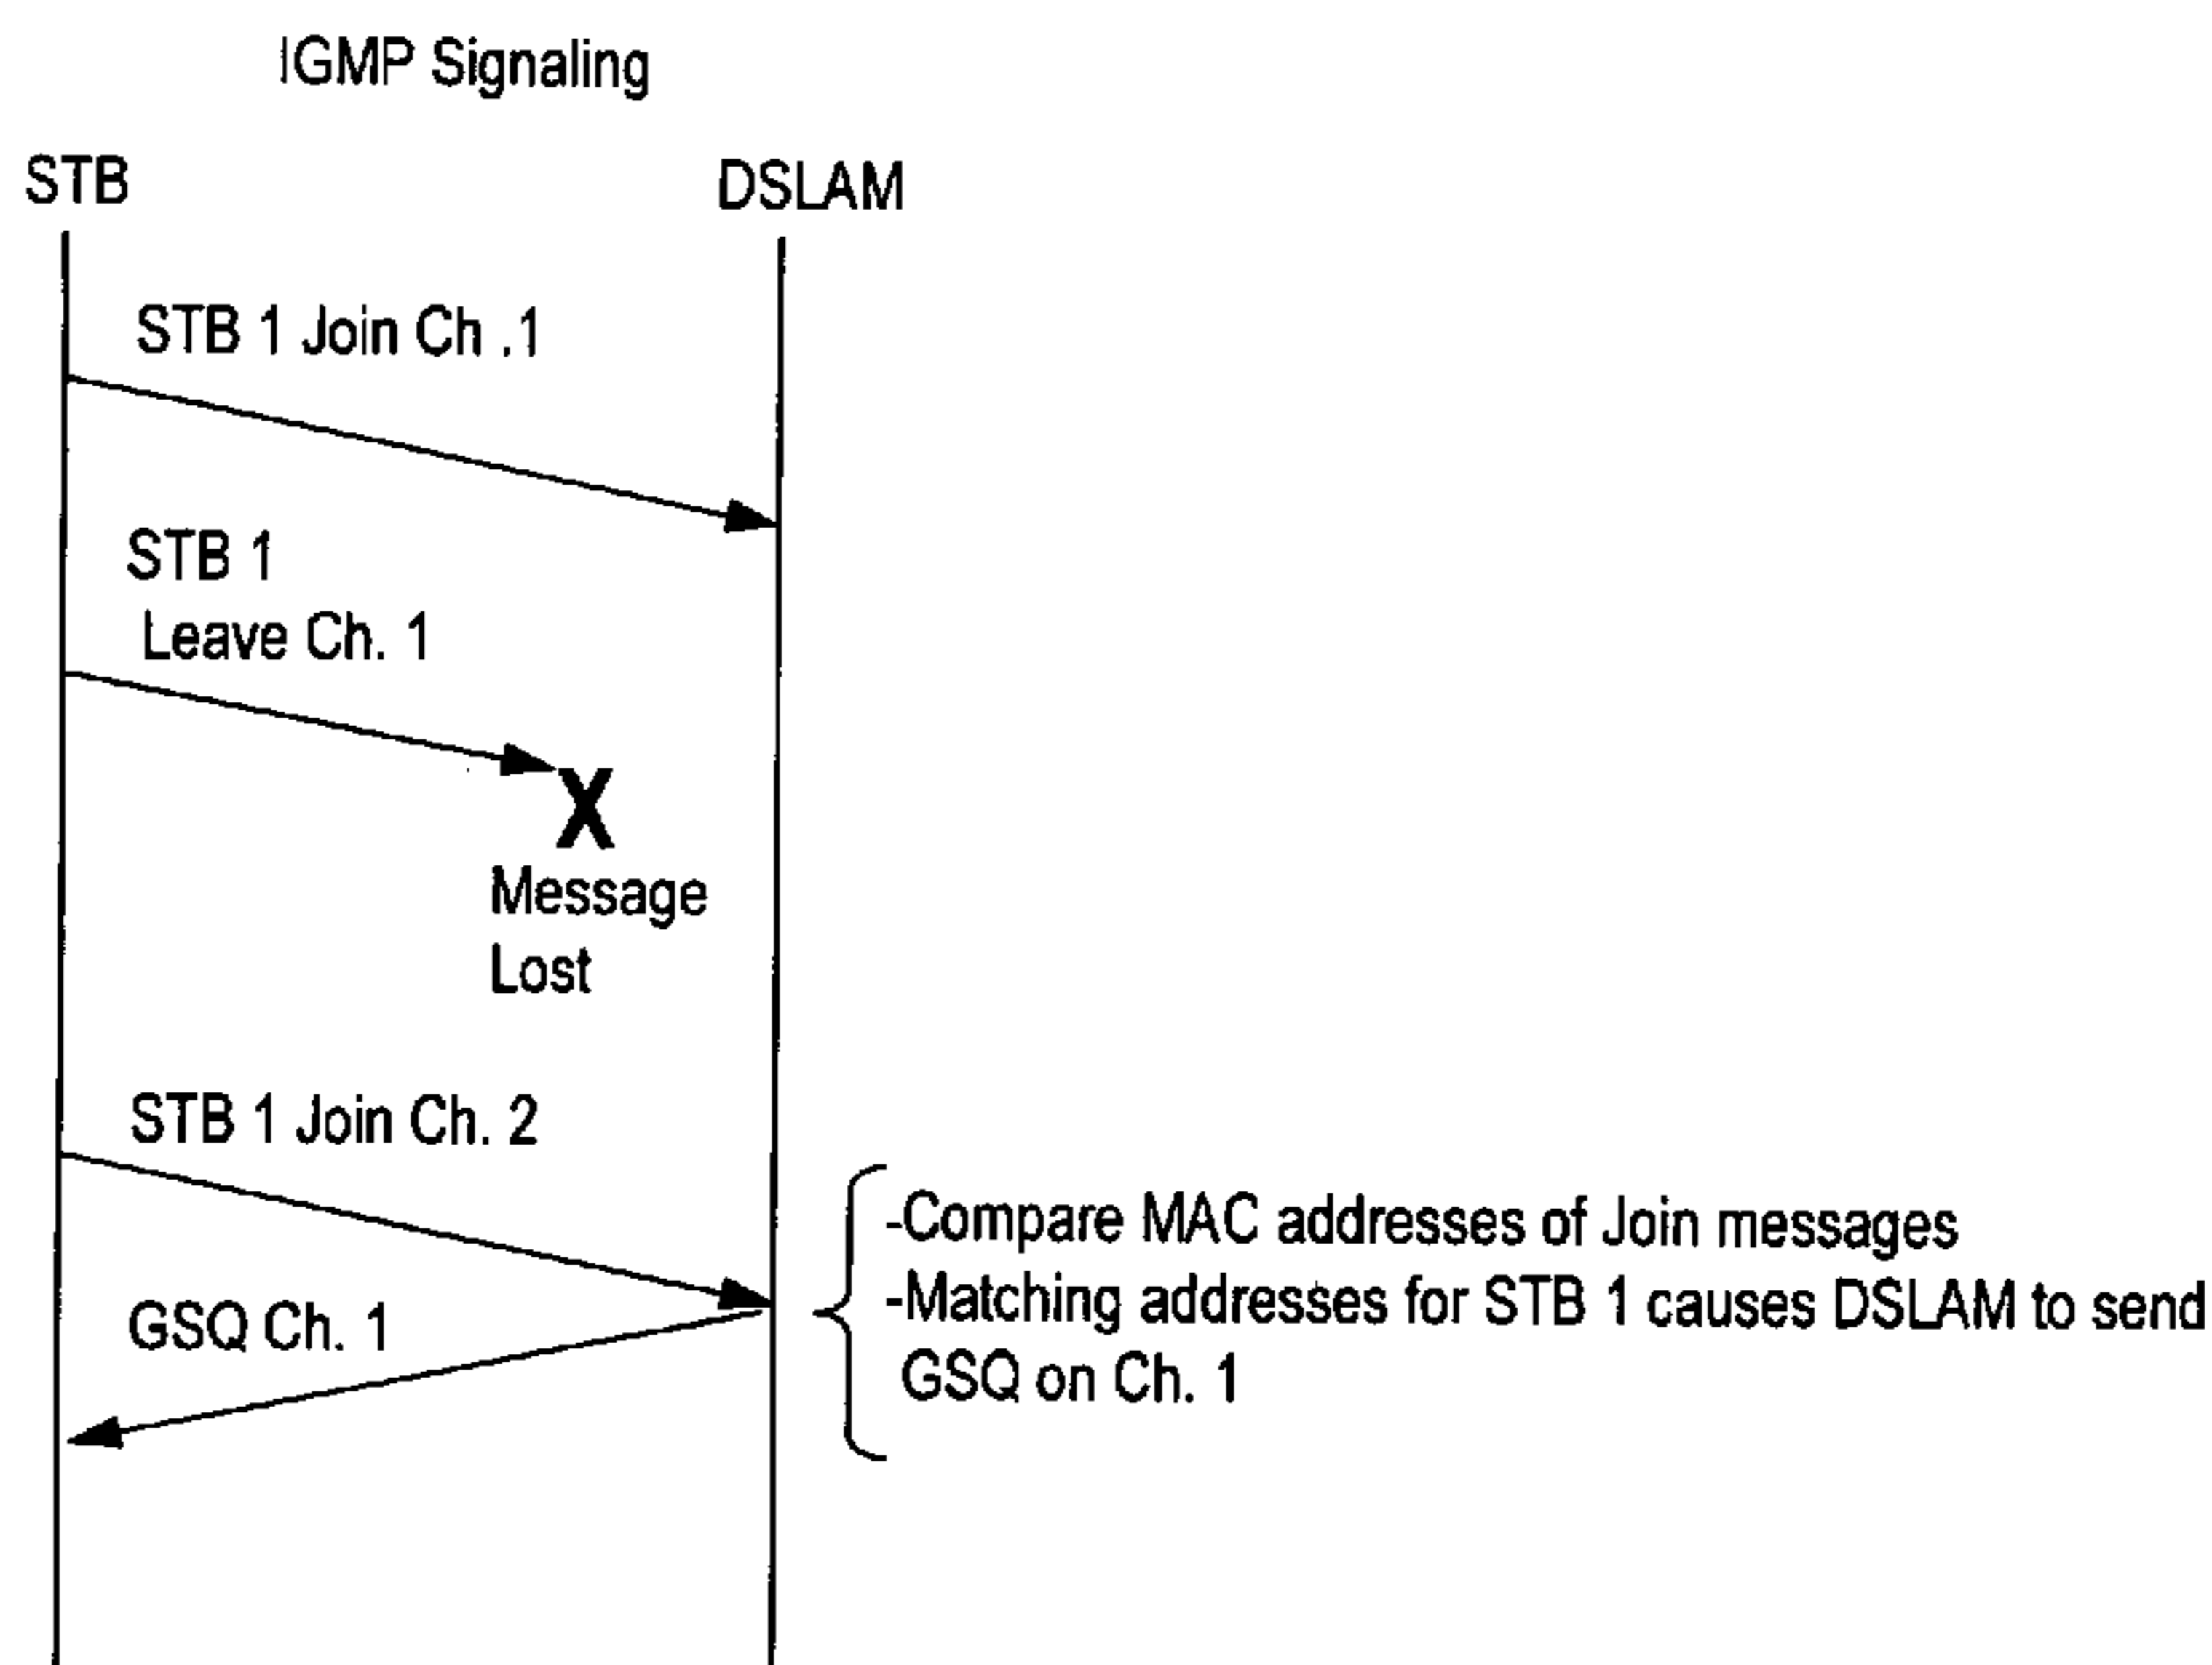 IGMP Signaling
STB
DSLAM
STB 1 Join Ch .1
STB 1
Leave Ch. 1
X
Message
Lost
STB 1 Join Ch. 2
GSQ Ch. 1
-Compare MAC addresses of Join messages
-Matching addresses for STB 1 causes DSLAM to send
GSQ on Ch. 1